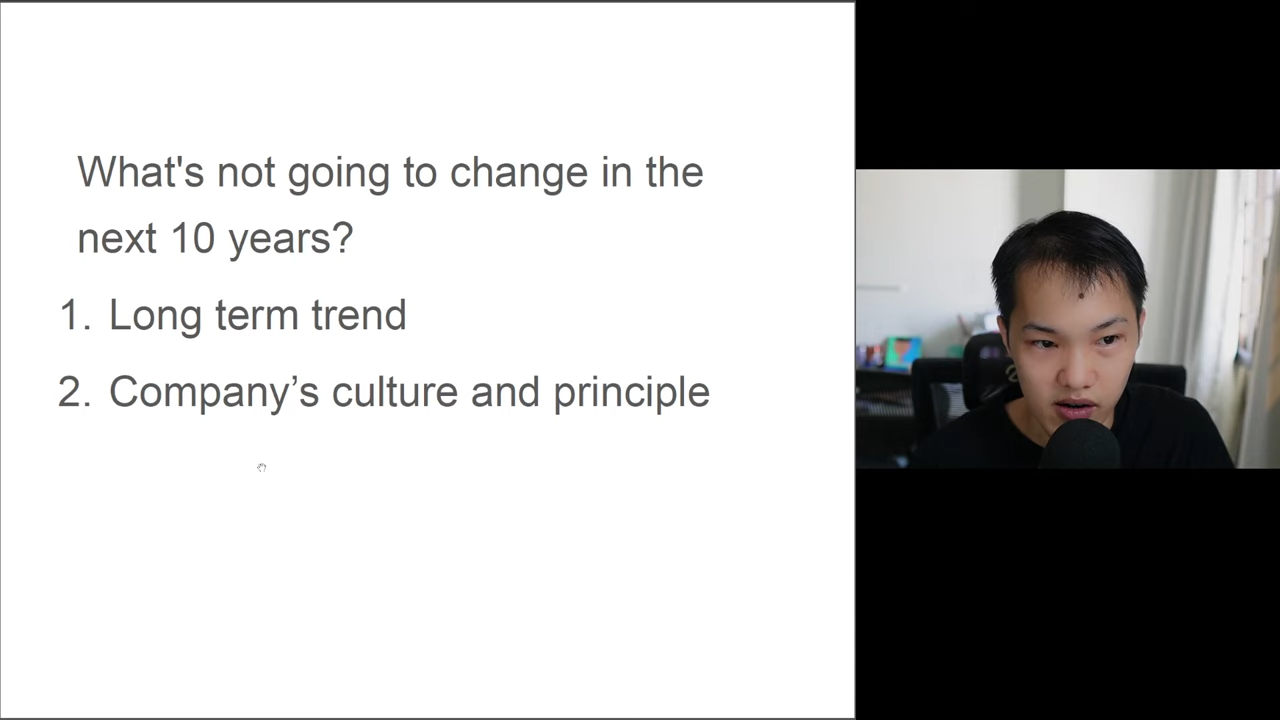 What's not going to change in the
next 10 years?
1. Long term trend
2. Company’s culture and principle